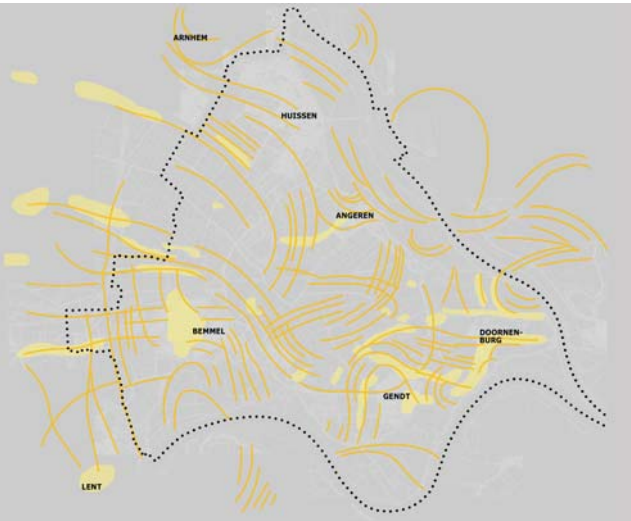 ARNHEM
HUISSEN
ANGEREN
BEMMEL
DOORNEN-
BURG
GENDT
LENT